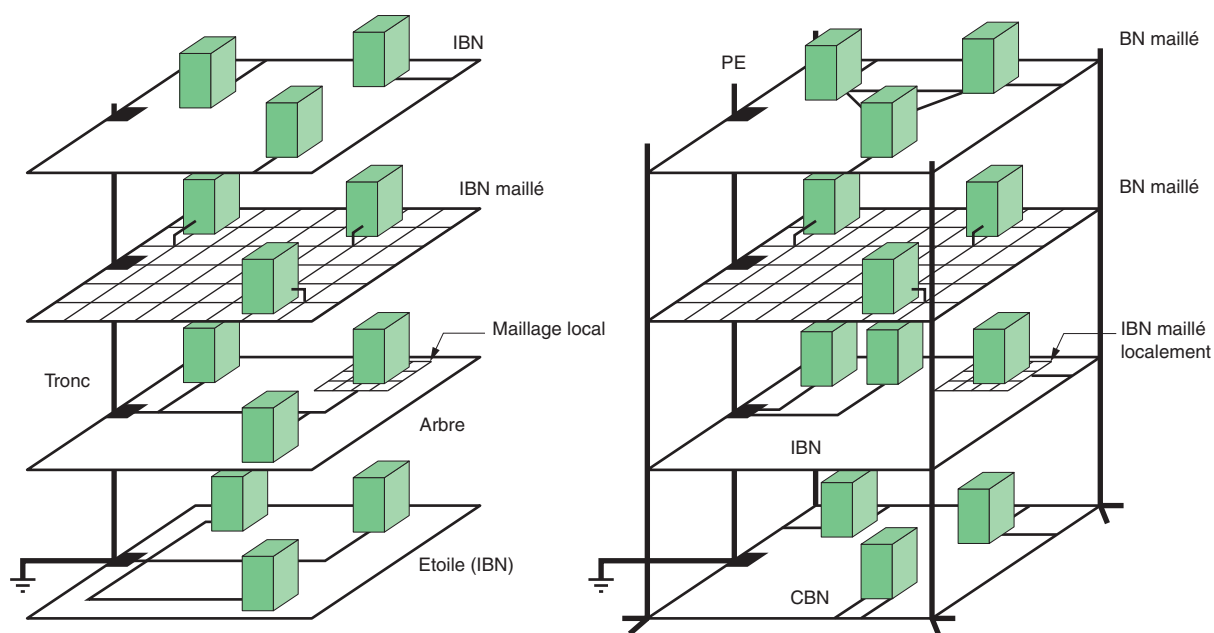 IBN
IBN maillé
Maillage local
Tronc
Arbre
Etoile (IBN)
PE
BN maillé
BN maillé
IBN maillé
localement
IBN
CBN